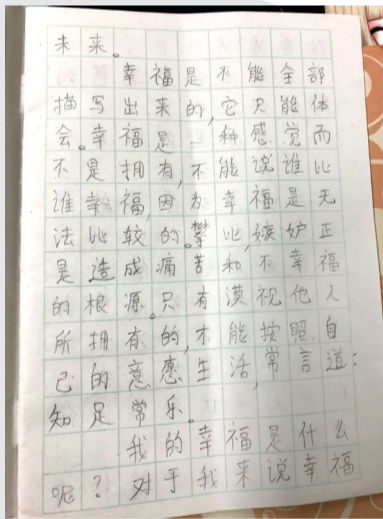 未来。
幸福是不能全部
描写出来的,它只能体
会。幸福是一种感觉而
不是拥有,不能说谁比
谁幸福,因为幸福是无
法比较的。攀比,嫉妒正
是造成痛苦和不幸福
的根源。只有漠视他人
所拥有的,才能按照自
己的意愿生活,常言道:
知足常乐。
我的幸福是什么
呢?对于我来说幸福